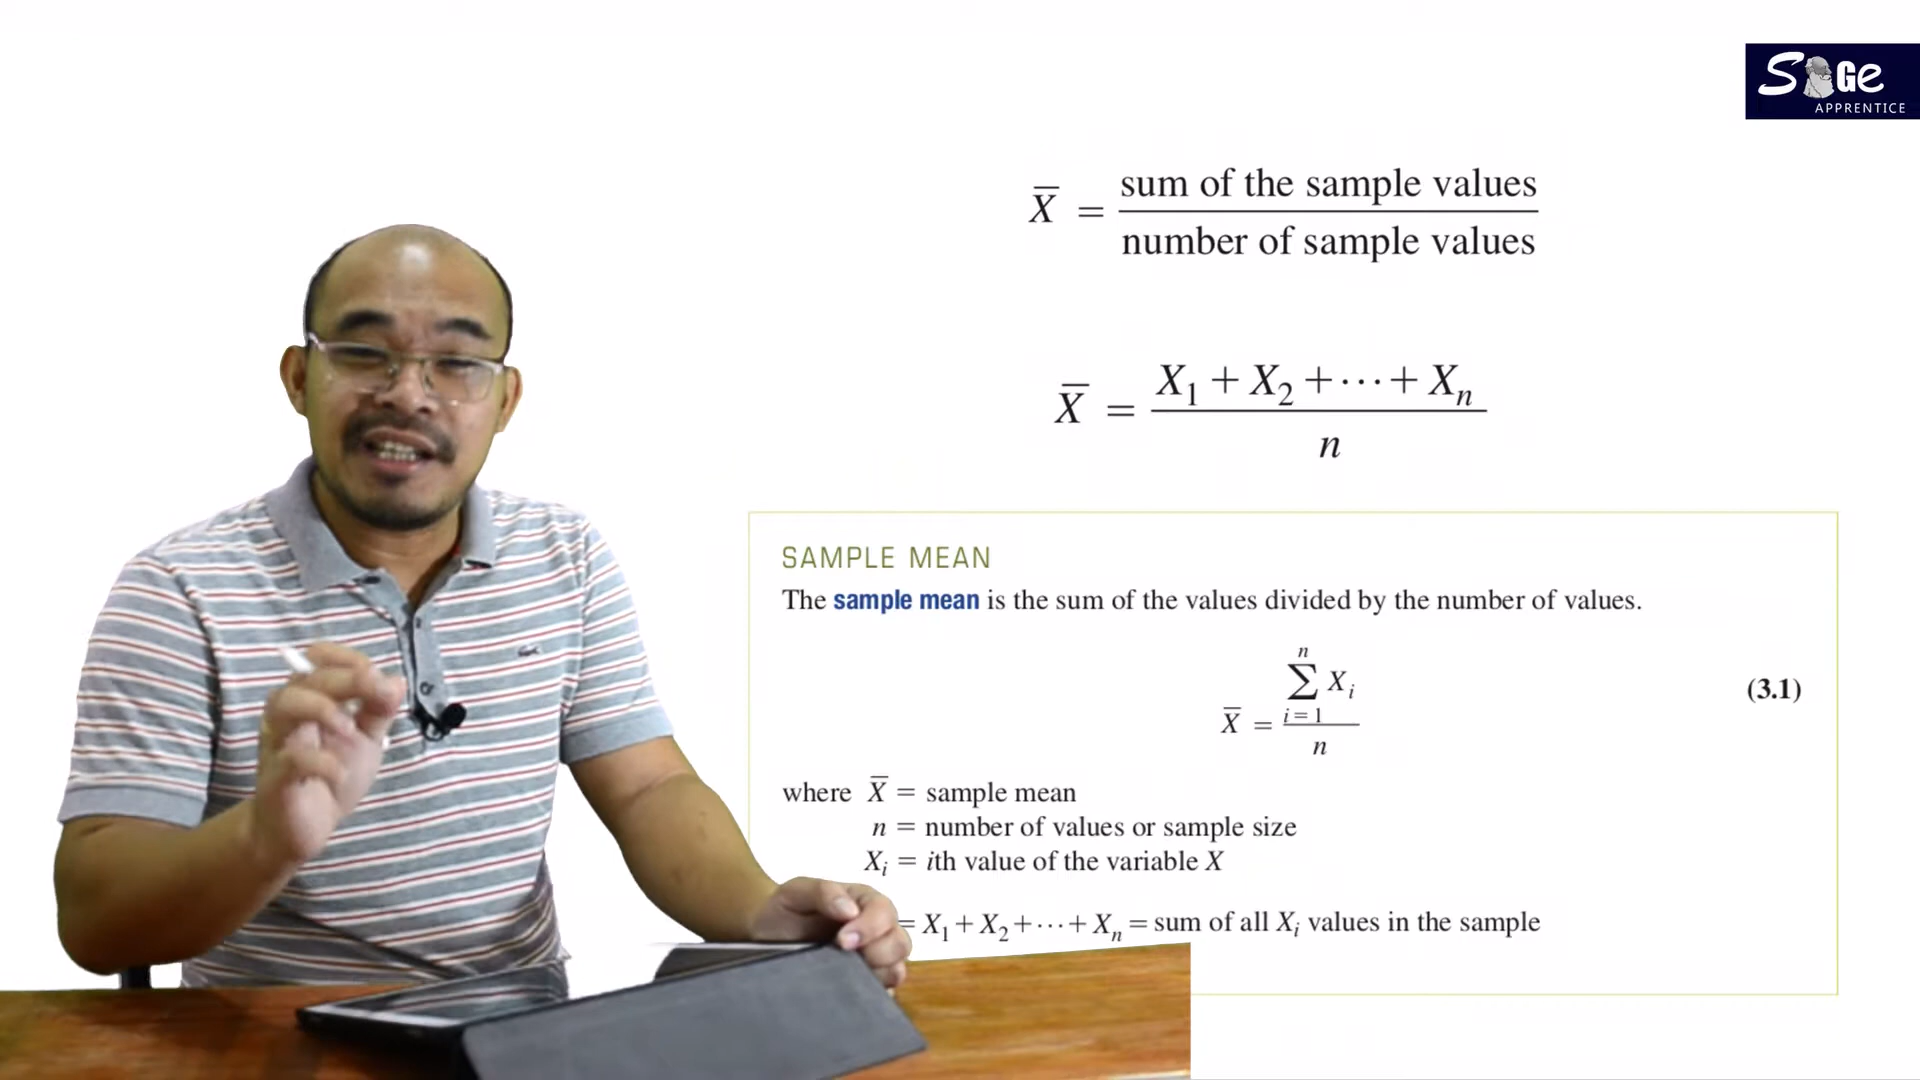 SaGe
APPRENTICE
X̄ = sum of the sample values / number of sample values
X̄ = X₁ + X₂ + ⋯ + Xₙ / n
SAMPLE MEAN
The sample mean is the sum of the values divided by the number of values.
X̄ = ∑ⁿᵢ₌₁ Xᵢ / n (3.1)
where X̄ = sample mean
n = number of values or sample size
Xᵢ = ith value of the variable X
= X₁ + X₂ + ⋯ + Xₙ = sum of all Xᵢ values in the sample